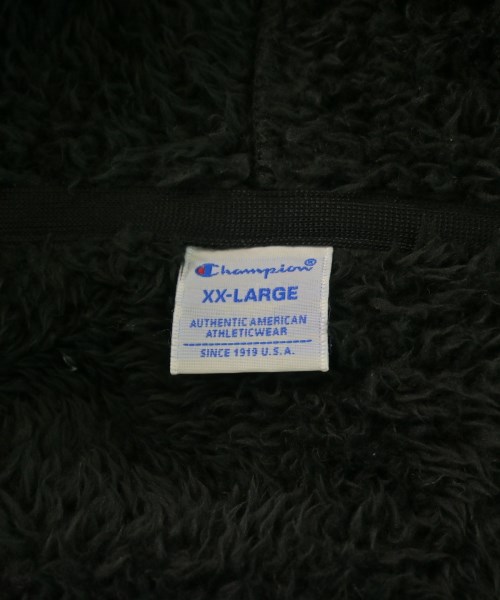 Champion®
XX-LARGE
AUTHENTIC AMERICAN
ATHLETICWEAR
SINCE 1919 U.S.A.